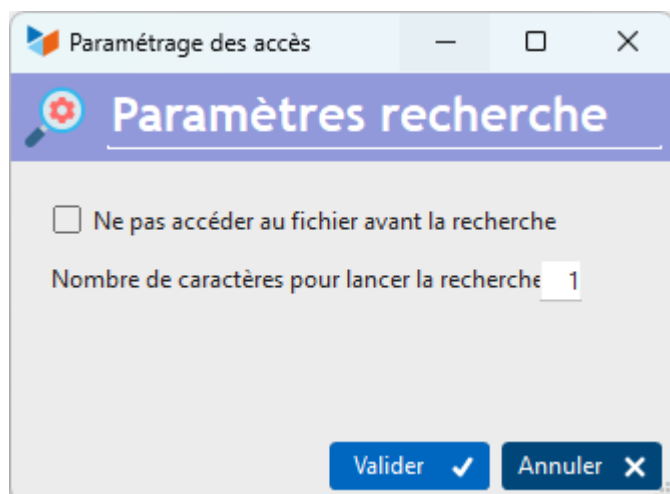 Paramétrage des accès
Paramètres recherche
Ne pas accéder au fichier avant la recherche
Nombre de caractères pour lancer la recherche 1
Valider Annuler